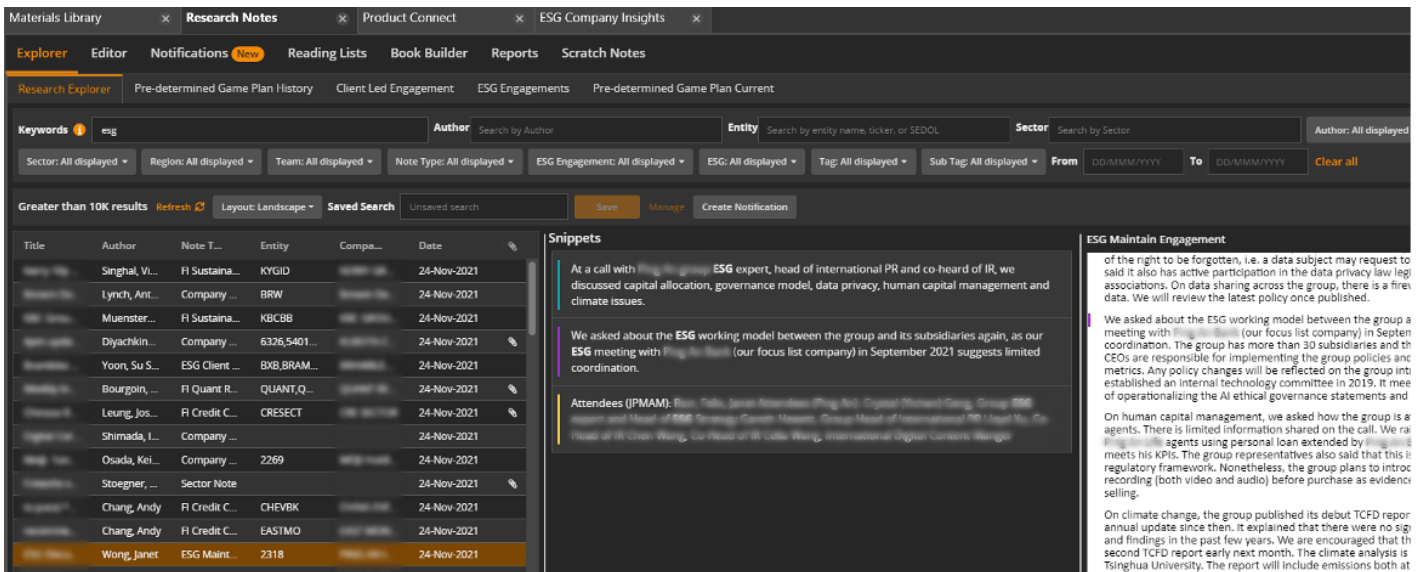 Materials Library × Research Notes × Product Connect × ESG Company Insights ×
Explorer Editor Notifications New Reading Lists Book Builder Reports Scratch Notes
Research Explorer Pre-determined Game Plan History Client Led Engagement ESG Engagements Pre-determined Game Plan Current
Keywords esg Author Search by Author Entity Search by entity name, ticker, or SEDOL Sector Search by Sector Author: All displayed
Sector: All displayed Region: All displayed Team: All displayed Note Type: All displayed ESG Engagement: All displayed ESG: All displayed Tag: All displayed Sub Tag: All displayed From DD/MMM/YYYY To DD/MMM/YYYY Clear all
Greater than 10K results Refresh Layout: Landscape Saved Search Unsaved search Save Manage Create Notification
Title Author Note T... Entity Compa... Date
Singhal, Vi... FI Sustaina... KYGID 24-Nov-2021
Lynch, Ant... Company ... BRW 24-Nov-2021
Muenster... FI Sustaina... KBCBB 24-Nov-2021
Diyachkin... Company ... 6326,5401... 24-Nov-2021
Yoon, Su S... ESG Client ... BXB,BRAM... 24-Nov-2021
Bourgoin, ... FI Quant R... QUANT,Q... 24-Nov-2021
Leung, Jos... FI Credit C... CRESECT 24-Nov-2021
Shimada, I... Company ... 24-Nov-2021
Osada, Kei... Company ... 2269 24-Nov-2021
Stoegner, ... Sector Note 24-Nov-2021
Chang, Andy FI Credit C... CHEVBK 24-Nov-2021
Chang, Andy FI Credit C... EASTMO 24-Nov-2021
Wong, Janet ESG Maint... 2318 24-Nov-2021
Snippets
At a call with ESG expert, head of international PR and co-heard of IR, we
discussed capital allocation, governance model, data privacy, human capital management and
climate issues.
We asked about the ESG working model between the group and its subsidiaries again, as our
ESG meeting with (our focus list company) in September 2021 suggests limited
coordination.
Attendees (JPMAM):
ESG Maintain Engagement
of the right to be forgotten, i.e. a data subject may request to
said it also has active participation in the data privacy law legi
associations. On data sharing across the group, there is a firew
data. We will review the latest policy once published.
We asked about the ESG working model between the group a
meeting with (our focus list company) in Septem
coordination. The group has more than 30 subsidiaries and th
CEOs are responsible for implementing the group policies and
metrics. Any policy changes will be reflected on the group intr
established an internal technology committee in 2019. It mee
of operationalizing the AI ethical governance statements and
On human capital management, we asked how the group is at
agents. There is limited information shared on the call. We rai
agents using personal loan extended by
meets his KPIs. The group representatives also said that this is
regulatory framework. Nonetheless, the group plans to introd
recording (both video and audio) before purchase as evidence
selling.
On climate change, the group published its debut TCFD repor
annual update since then. It explained that there were no sign
and findings in the past few years. We are encouraged that th
second TCFD report early next month. The climate analysis is
Tsinghua University. The report will include emissions both at